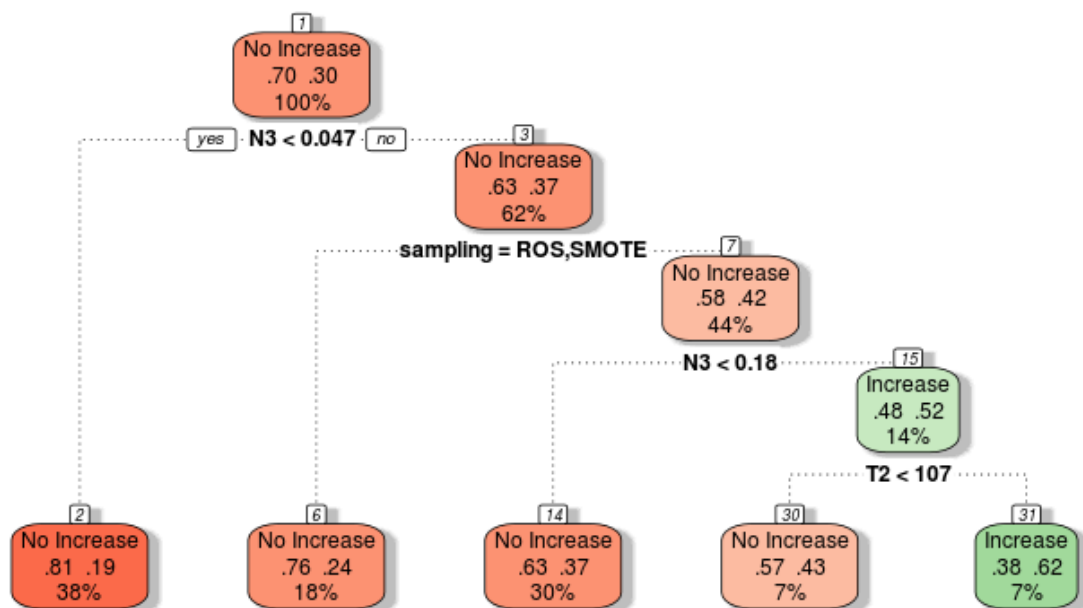 1
No Increase
.70 .30
100%
yes N3 < 0.047 no
3
No Increase
.63 .37
62%
sampling = ROS,SMOTE
7
No Increase
.58 .42
44%
N3 < 0.18
15
Increase
.48 .52
14%
T2 < 107
2
No Increase
.81 .19
38%
6
No Increase
.76 .24
18%
14
No Increase
.63 .37
30%
30
No Increase
.57 .43
7%
31
Increase
.38 .62
7%